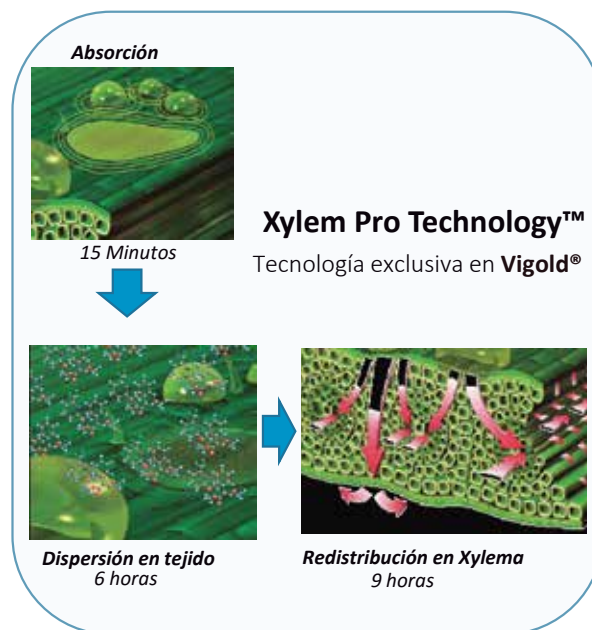 Absorción
15 Minutos
Xylem Pro Technology™
Tecnología exclusiva en Vigold®
Dispersión en tejido
6 horas
Redistribución en Xylema
9 horas